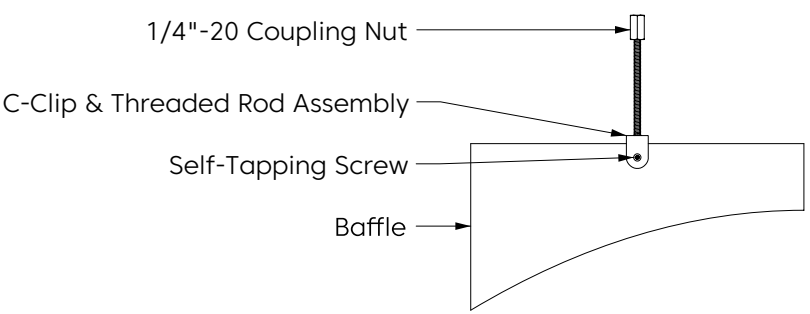 1/4"-20 Coupling Nut
C-Clip & Threaded Rod Assembly
Self-Tapping Screw
Baffle